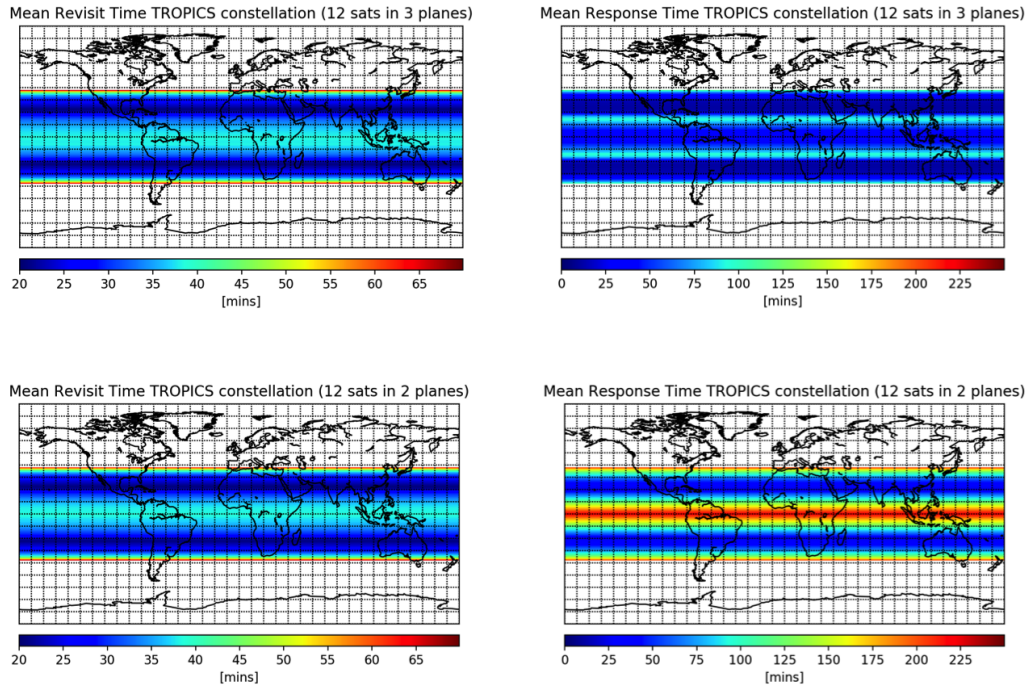 Mean Revisit Time TROPICS constellation (12 sats in 3 planes)
20 25 30 35 40 45 50 55 60 65
[mins]
Mean Response Time TROPICS constellation (12 sats in 3 planes)
0 25 50 75 100 125 150 175 200 225
[mins]
Mean Revisit Time TROPICS constellation (12 sats in 2 planes)
20 25 30 35 40 45 50 55 60 65
[mins]
Mean Response Time TROPICS constellation (12 sats in 2 planes)
0 25 50 75 100 125 150 175 200 225
[mins]